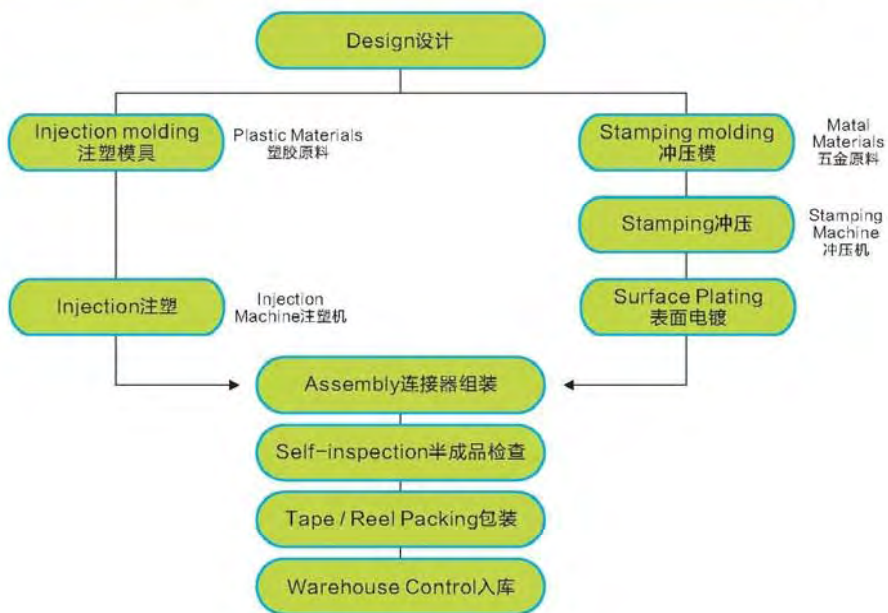 Design设计
Injection molding
注塑模具
Plastic Materials
塑胶原料
Stamping molding
冲压模
Matal
Materials
五金原料
Stamping冲压
Stamping
Machine
冲压机
Injection注塑
Injection
Machine注塑机
Surface Plating
表面电镀
Assembly连接器组装
Self-inspection半成品检查
Tape / Reel Packing包装
Warehouse Control入库